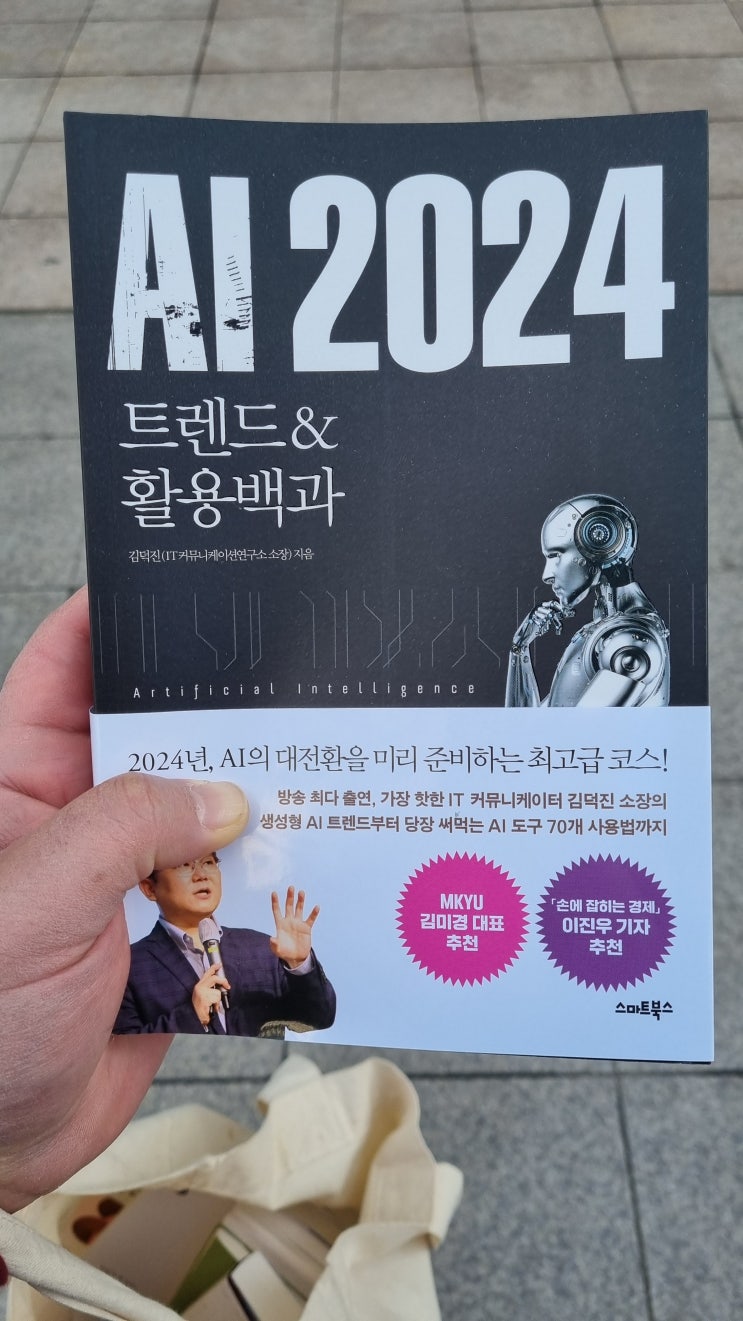 AI 2024
트렌드&
활용백과
김덕진(IT커뮤니케이션연구소 소장) 지음
Artificial Intelligence
2024년, AI의 대전환을 미리 준비하는 최고급 코스!
방송 최다 출연, 가장 핫한 IT 커뮤니케이터 김덕진 소장의
생성형 AI 트렌드부터 당장 써먹는 AI 도구 70개 사용법까지
MKYU
김미경 대표
추천
「손에 잡히는 경제」
이진우 기자
추천
스마트북스